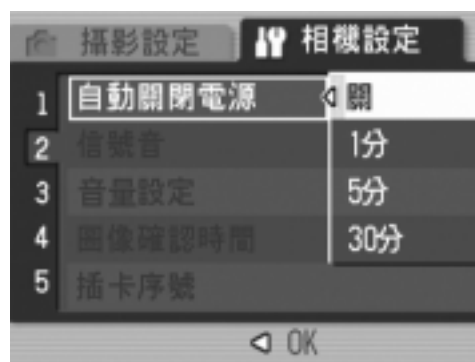 攝影設定 相機設定
1 自動關閉電源 關
2 信號音 1分
3 音量設定 5分
4 圖像確認時間 30分
5 插卡序號
OK